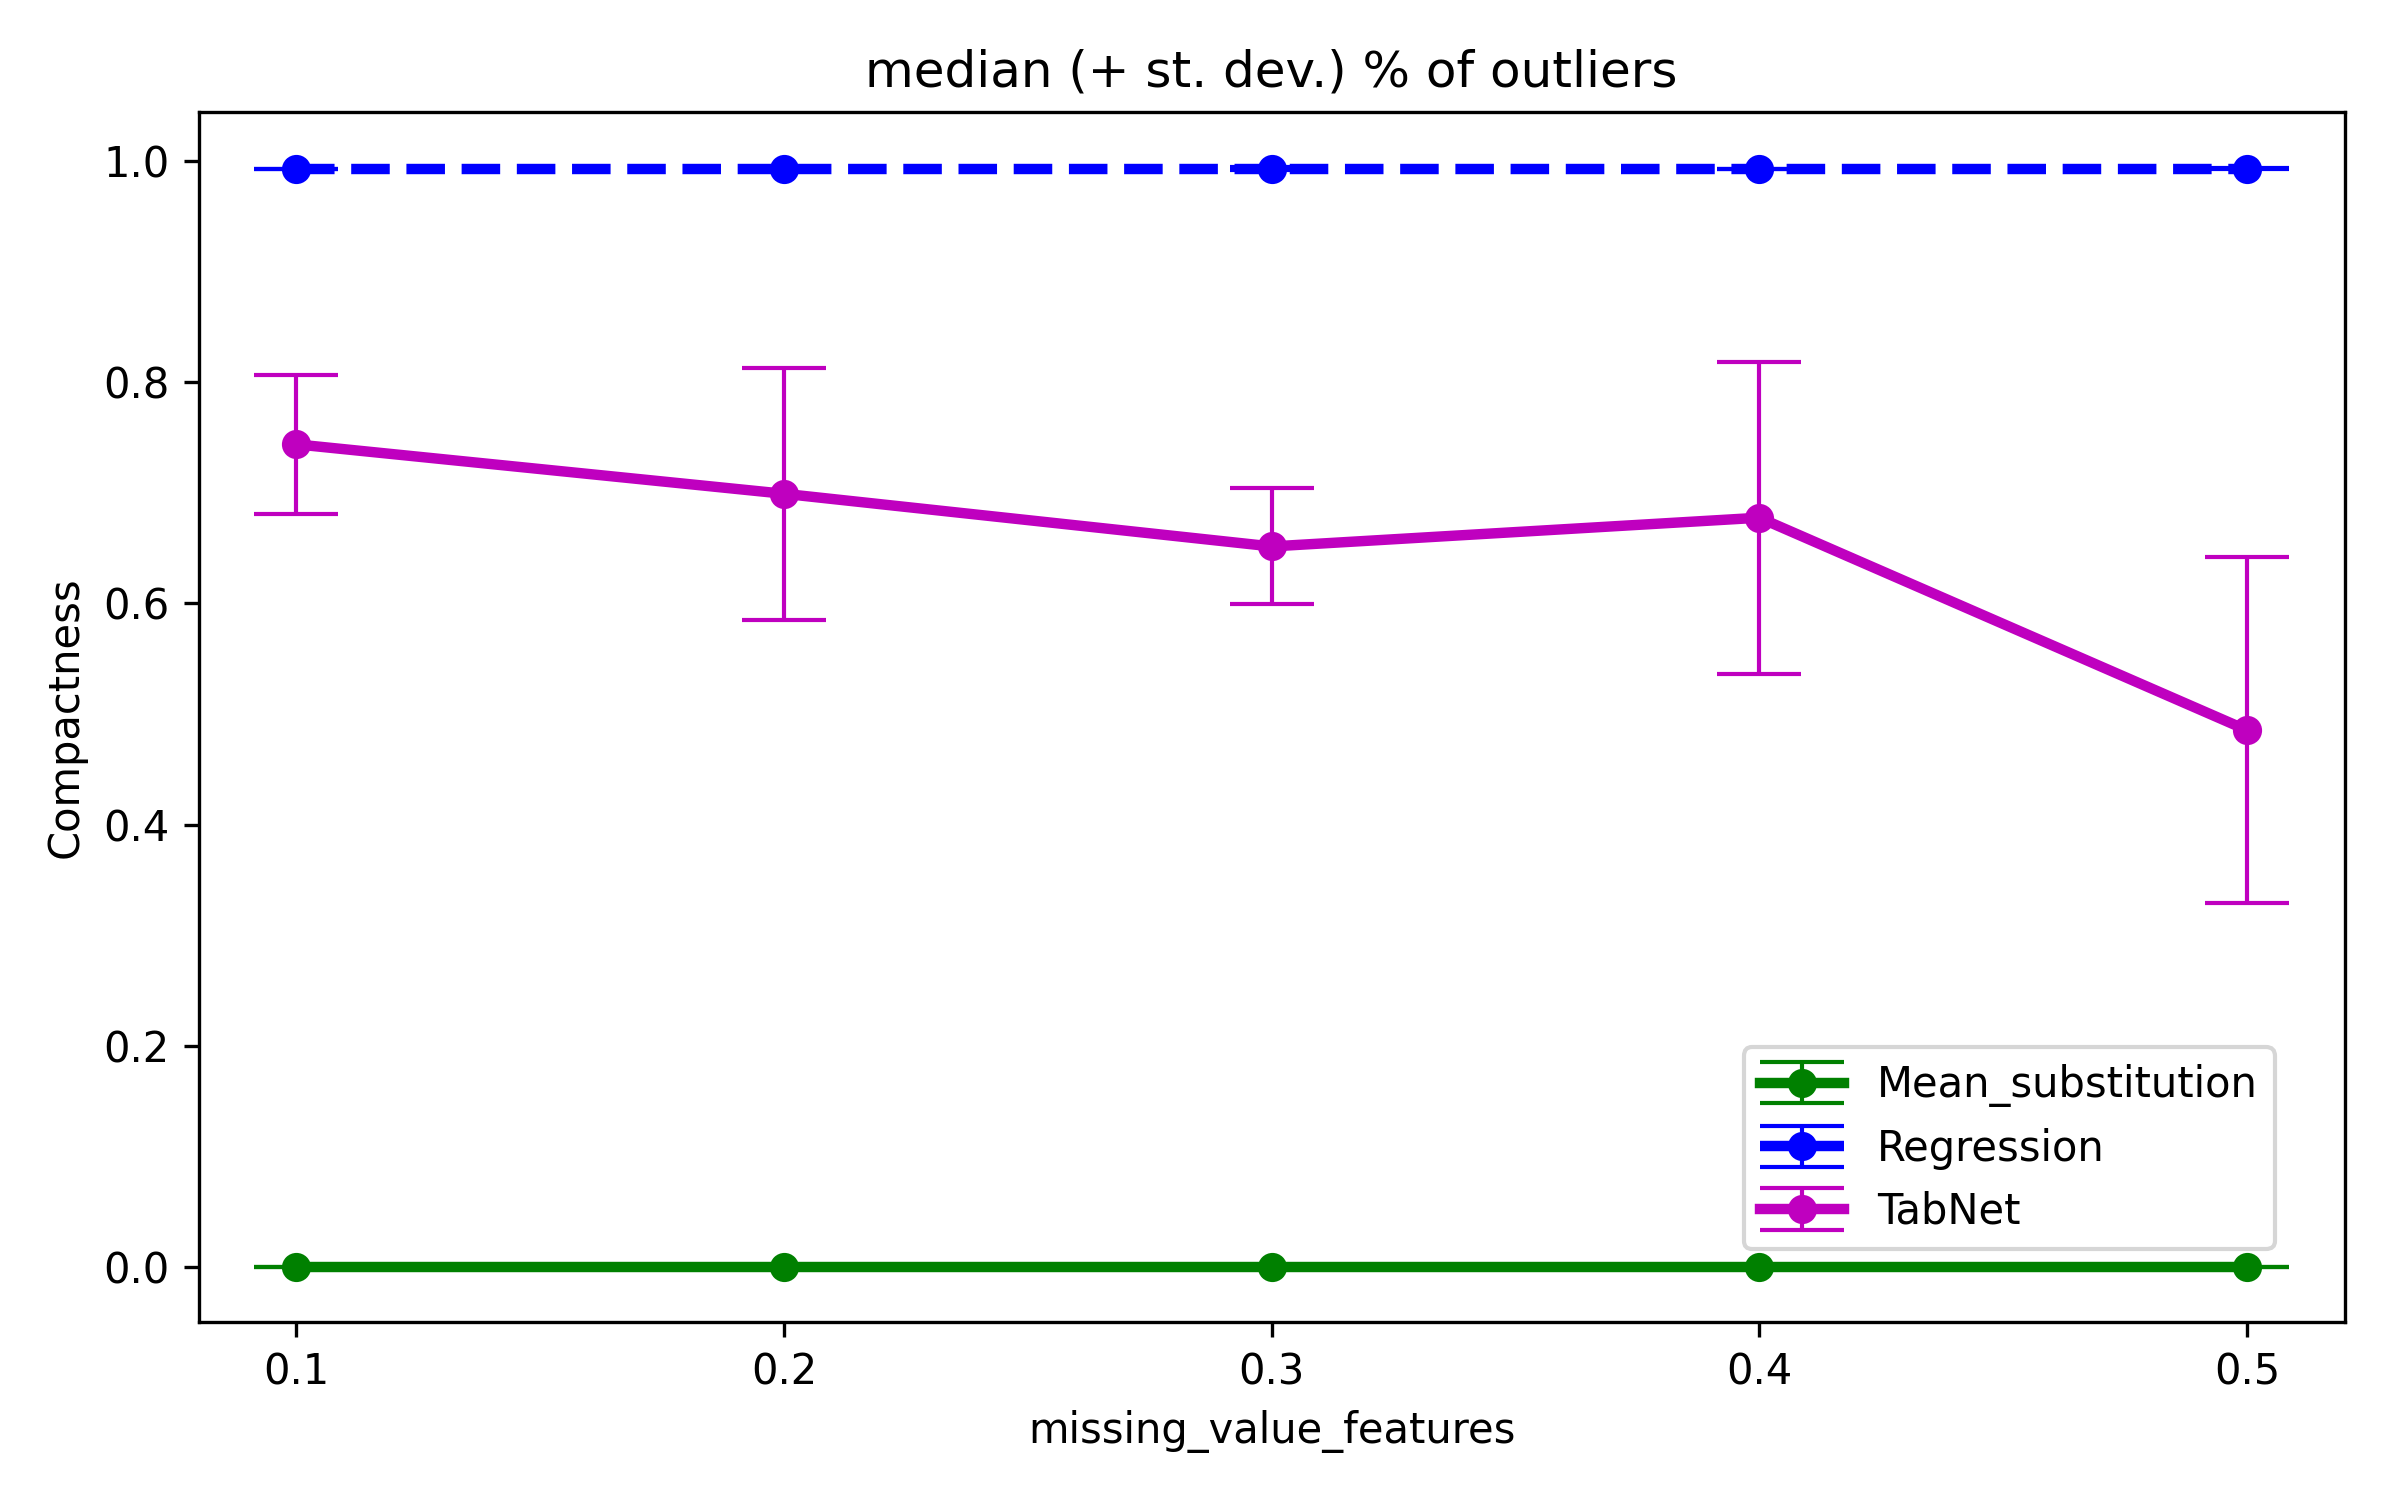 median (+ st. dev.) % of outliers
Compactness
1.0
0.8
0.6
0.4
0.2
0.0
Mean_substitution
Regression
TabNet
0.1 0.2 0.3 0.4 0.5
missing_value_features